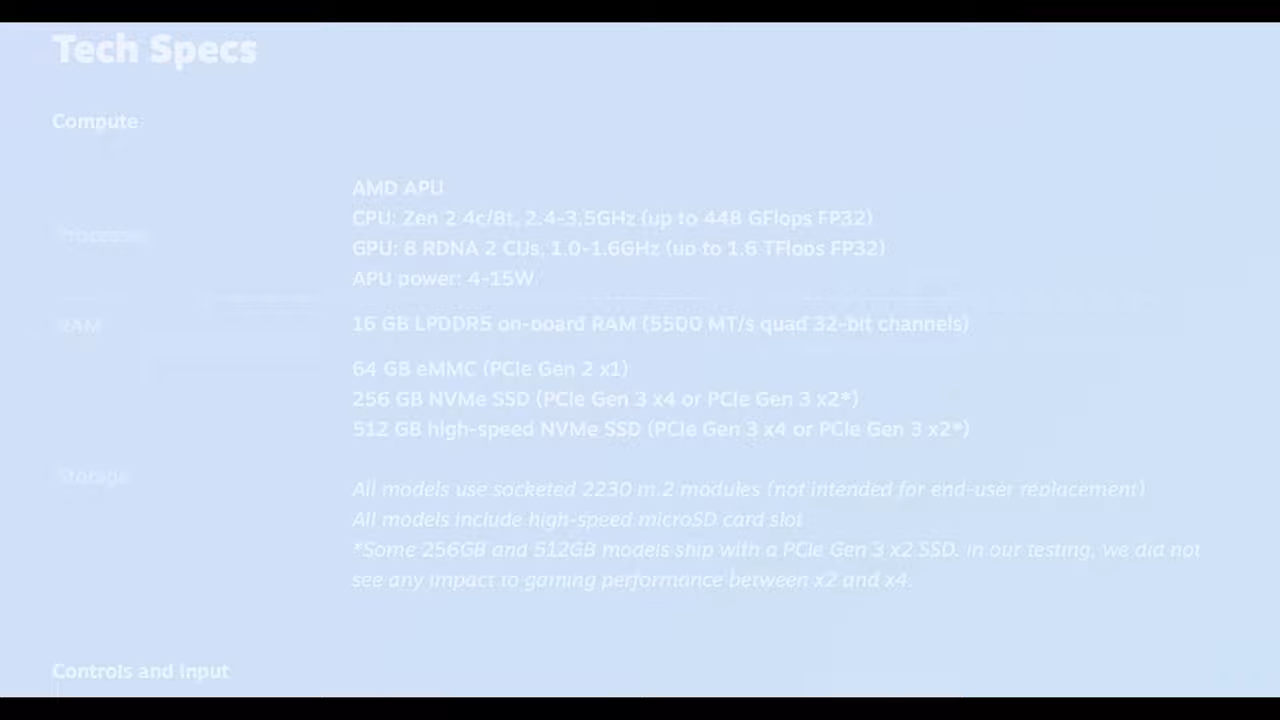 Tech Specs
Compute
AMD APU
CPU: Zen 2 4c/8t, 2.4-3.5GHz (up to 448 GFlops FP32)
Processor
GPU: 8 RDNA 2 CUs, 1.0-1.6GHz (up to 1.6 TFlops FP32)
APU power: 4-15W
RAM
16 GB LPDDR5 on-board RAM (5500 MT/s quad 32-bit channels)
64 GB eMMC (PCIe Gen 2 x1)
256 GB NVMe SSD (PCIe Gen 3 x4 or PCIe Gen 3 x2*)
512 GB high-speed NVMe SSD (PCIe Gen 3 x4 or PCIe Gen 3 x2*)
Storage
All models use socketed 2230 m.2 modules (not intended for end-user replacement)
All models include high-speed microSD card slot
*Some 256GB and 512GB models ship with a PCIe Gen 3 x2 SSD. In our testing, we did not
see any impact to gaming performance between x2 and x4.
Controls and Input